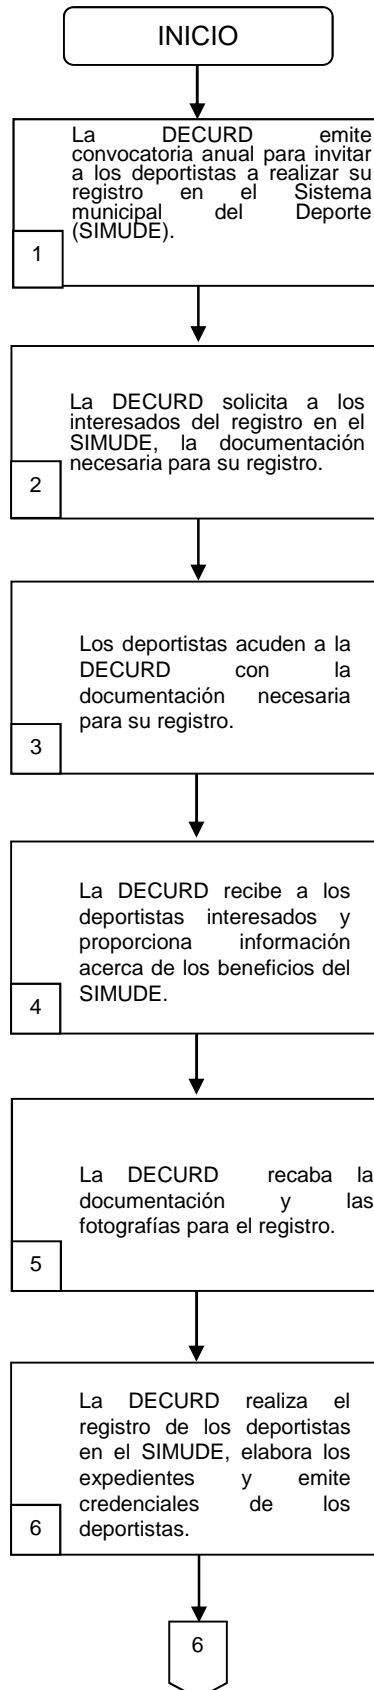 INICIO
La DECURD emite
convocatoria anual para invitar
a los deportistas a realizar su
registro en el Sistema
municipal del Deporte
(SIMUDE).
1
La DECURD solicita a los
interesados del registro en el
SIMUDE, la documentación
necesaria para su registro.
2
Los deportistas acuden a la
DECURD con la
documentación necesaria
para su registro.
3
La DECURD recibe a los
deportistas interesados y
proporciona información
acerca de los beneficios del
SIMUDE.
4
La DECURD recaba la
documentación y las
fotografías para el registro.
5
La DECURD realiza el
registro de los deportistas
en el SIMUDE, elabora los
expedientes y emite
credenciales de los
deportistas.
6
6